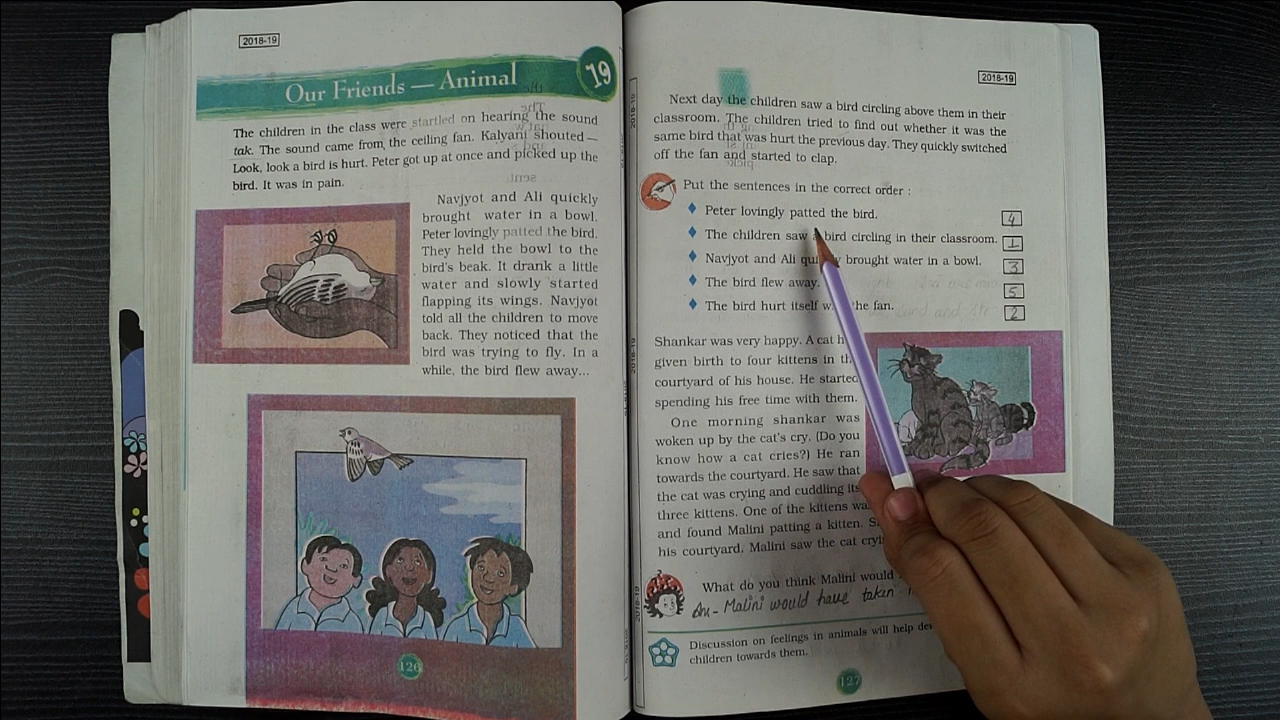 2018-19
Our Friends — Animal
19
The children in the class were startled on hearing the sound
tak. The sound came from, the ceiling fan. Kalyani shouted —
Look, look a bird is hurt. Peter got up at once and picked up the
bird. It was in pain.
Navjyot and Ali quickly
brought water in a bowl.
Peter lovingly patted the bird.
They held the bowl to the
bird's beak. It drank a little
water and slowly started
flapping its wings. Navjyot
told all the children to move
back. They noticed that the
bird was trying to fly. In a
while, the bird flew away...
126
2018-19
Next day the children saw a bird circling above them in their
classroom. The children tried to find out whether it was the
same bird that was hurt the previous day. They quickly switched
off the fan and started to clap.
Put the sentences in the correct order :
Peter lovingly patted the bird. 4
The children saw a bird circling in their classroom. 1
Navjyot and Ali brought water in a bowl. 3
The bird flew away. 5
The bird hurt itself the fan. 2
Shankar was very happy. A cat
given birth to four kittens in
courtyard of his house. He started
spending his free time with them.
One morning shankar was
woken up by the cat's cry. (Do you
know how a cat cries?) He ran
towards the courtyard. He saw that
the cat was crying and cuddling its
three kittens. One of the kittens
and found Malini patting a kitten.
his courtyard. Malini saw the cat
What do you think Malini would
An - Malini would have taken
Discussion on feelings in animals will help
children towards them.
127